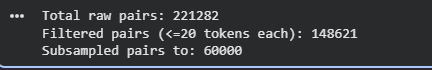 Total raw pairs: 221282
Filtered pairs (<=20 tokens each): 148621
Subsampled pairs to: 60000